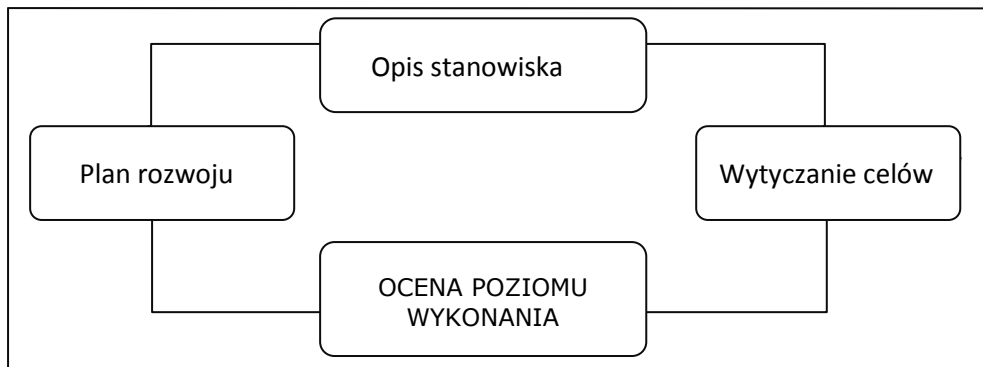 Opis stanowiska
Plan rozwoju
Wytyczanie celów
OCENA POZIOMU
WYKONANIA